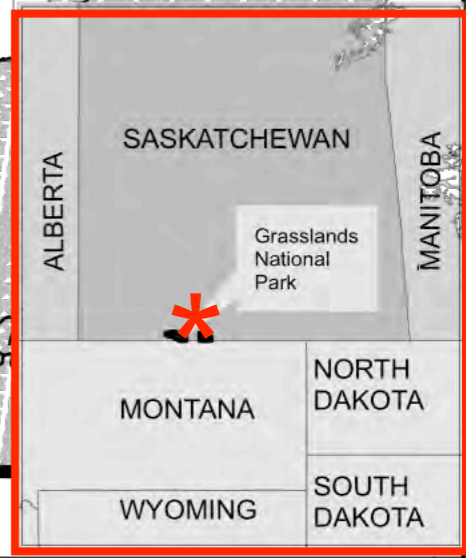 SASKATCHEWAN
ALBERTA
MANITOBA
Grasslands
National
Park
*
MONTANA
NORTH
DAKOTA
WYOMING
SOUTH
DAKOTA